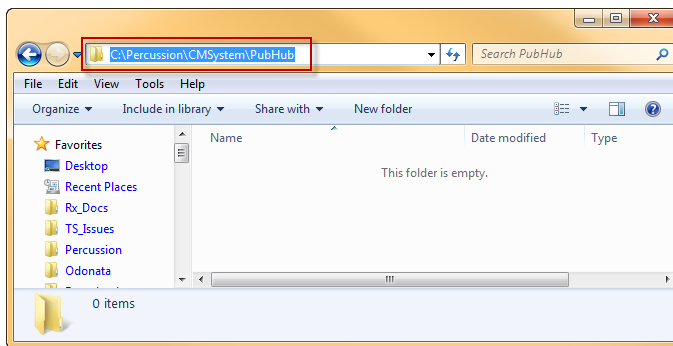 C:\Percussion\CMSystem\PubHub
Search PubHub
File Edit View Tools Help
Organize Include in library Share with New folder
Name Date modified Type
This folder is empty.
Favorites
Desktop
Recent Places
Rx_Docs
TS_Issues
Percussion
Odonata
0 items